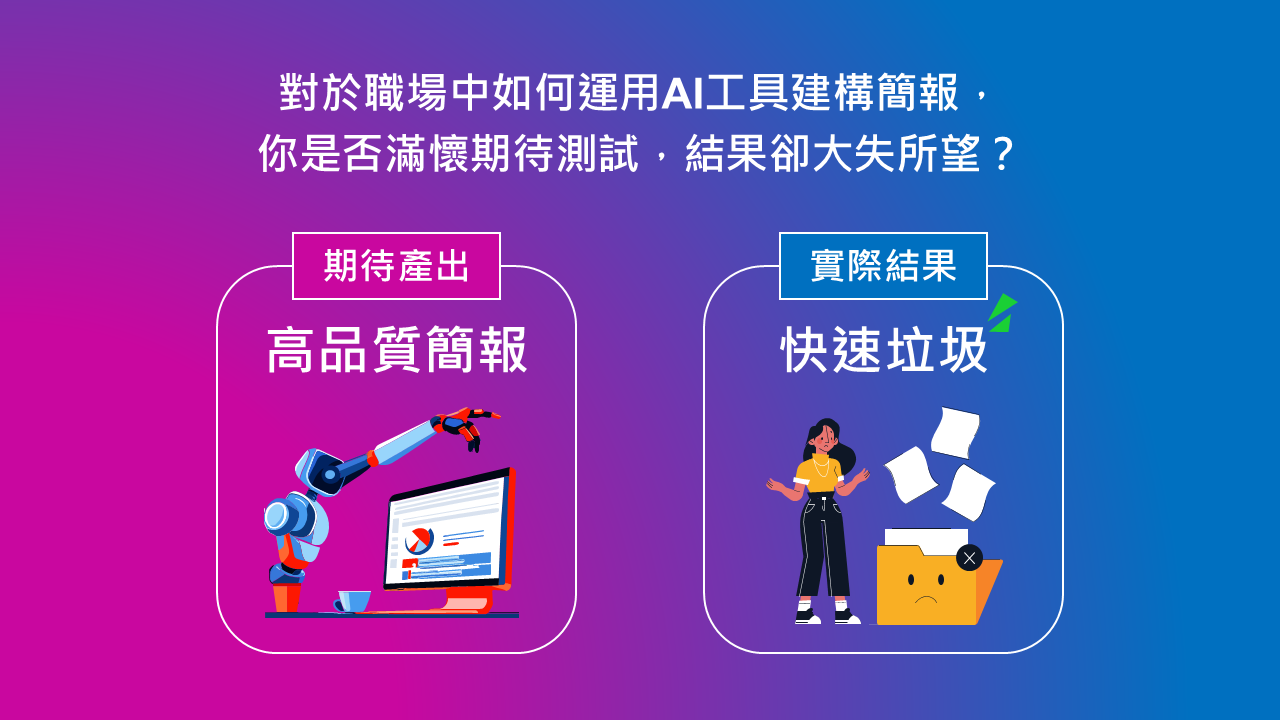 對於職場中如何運用AI工具建構簡報，
你是否滿懷期待測試，結果卻大失所望？
期待產出
高品質簡報
實際結果
快速垃圾